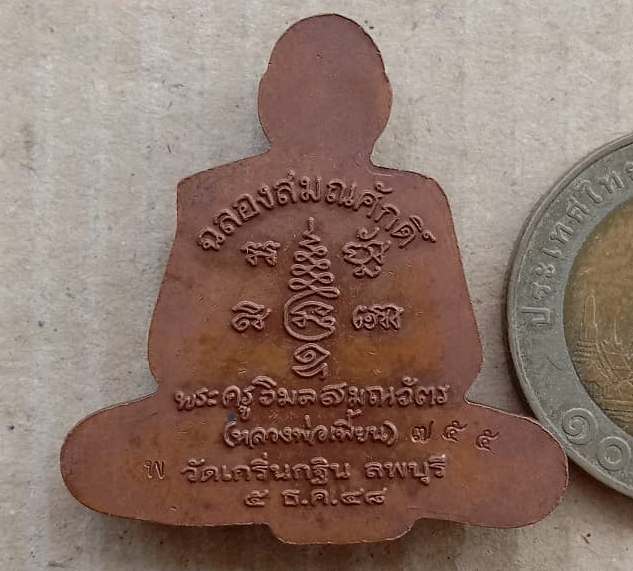 ฉลองสมณศักดิ์
พระครูวิมลสมณวัตร
(หลวงพ่อเพี้ยน) ๗๕๕
พ วัดเกริ่นกฐิน ลพบุรี
๕ ธ.ค.๔๘
ประเทศไทย
๑๐